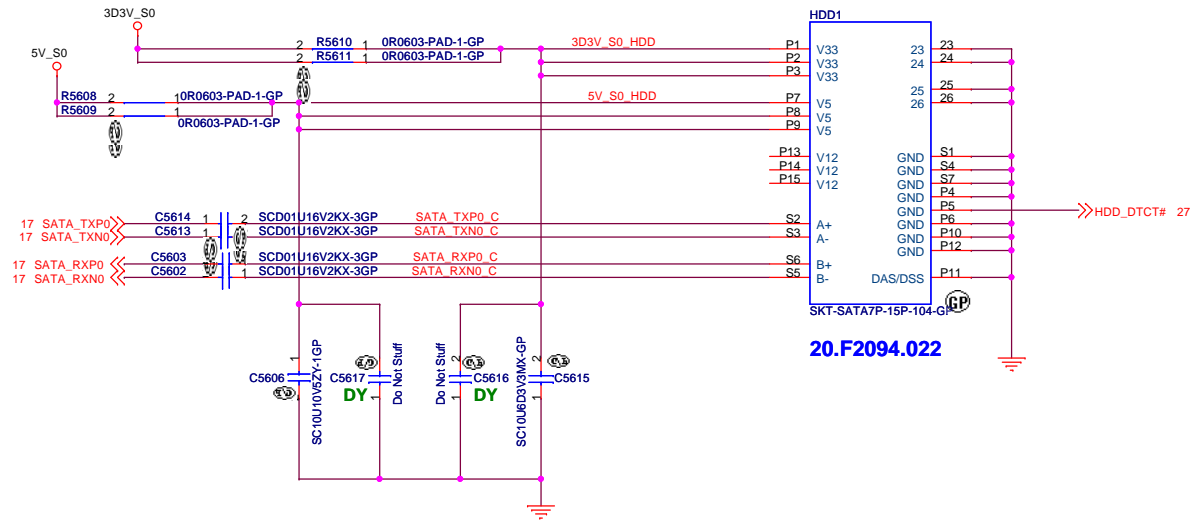 3D3V_S0
HDD1
5V_S0
2 R5610 1 0R0603-PAD-1-GP 3D3V_S0_HDD P1 V33 23 23
2 R5611 1 0R0603-PAD-1-GP P2 V33 24 24
P3 V33
R5608 2 1 0R0603-PAD-1-GP 5V_S0_HDD P7 V5 25 25
R5609 2 1 0R0603-PAD-1-GP P8 V5 26 26
P9 V5
P13 V12 GND S1
P14 V12 GND S4
P15 V12 GND S7
GND P4
GND P5 HDD_DTCT# 27
17 SATA_TXP0 C5614 1 2 SCD01U16V2KX-3GP SATA_TXP0_C S2 A+ GND P6
17 SATA_TXN0 C5613 1 SCD01U16V2KX-3GP SATA_TXN0_C S3 A- GND P10
GND P12
17 SATA_RXP0 C5603 SCD01U16V2KX-3GP SATA_RXP0_C S6 B+
17 SATA_RXN0 C5602 1 SCD01U16V2KX-3GP SATA_RXN0_C S5 B- DAS/DSS P11
SKT-SATA7P-15P-104-GP
GP
20.F2094.022
1 C5606 SC10U10V5ZY-1GP
2 C5617 1 Do Not Stuff
DY
2 C5616 1 Do Not Stuff
DY
2 C5615 1 SC10U6D3V3MX-GP